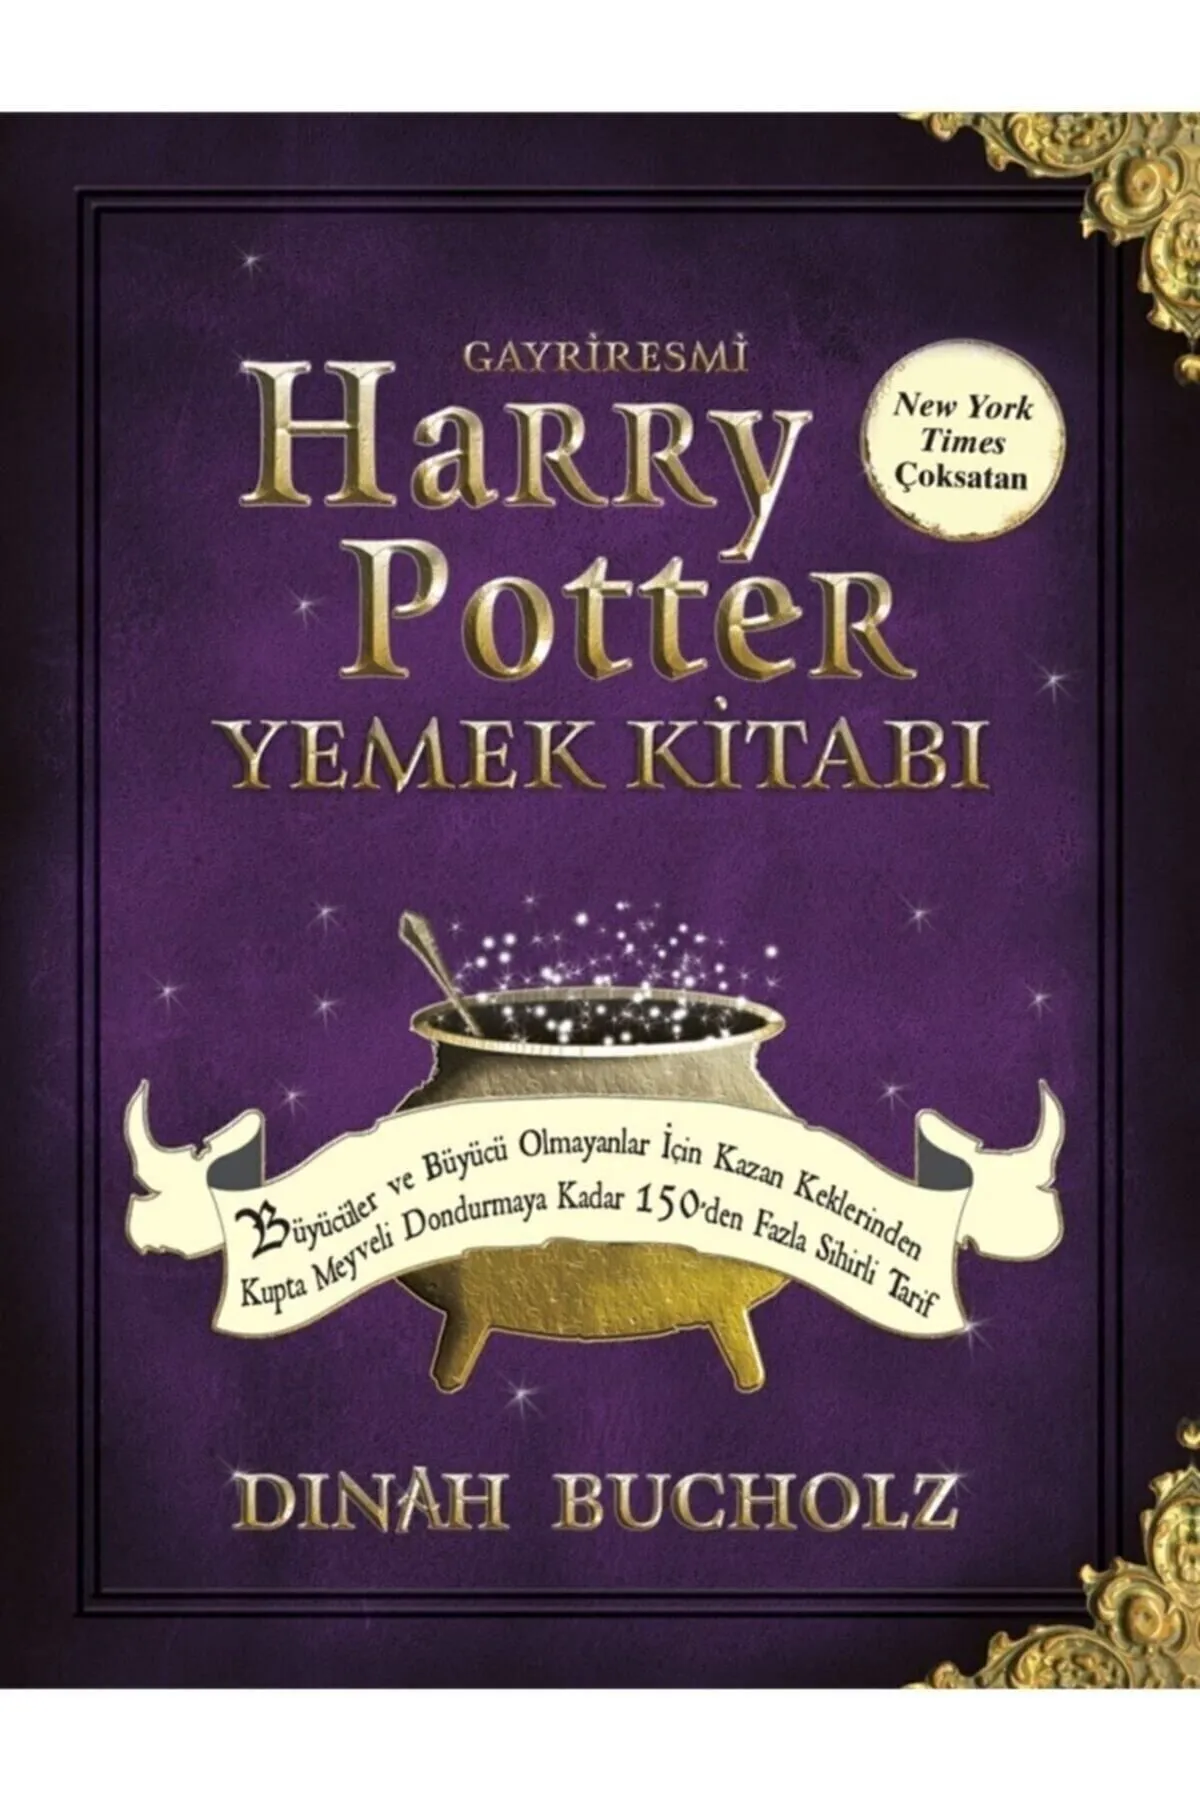 GAYRİRESMİ
Harry
Potter
YEMEK KİTABI
New York
Times
Çoksatan
Büyücüler ve Büyücü Olmayanlar İçin Kazan Keklerinden
Kupta Meyveli Dondurmaya Kadar 150'den Fazla Sihirli Tarif
DINAH BUCHOLZ